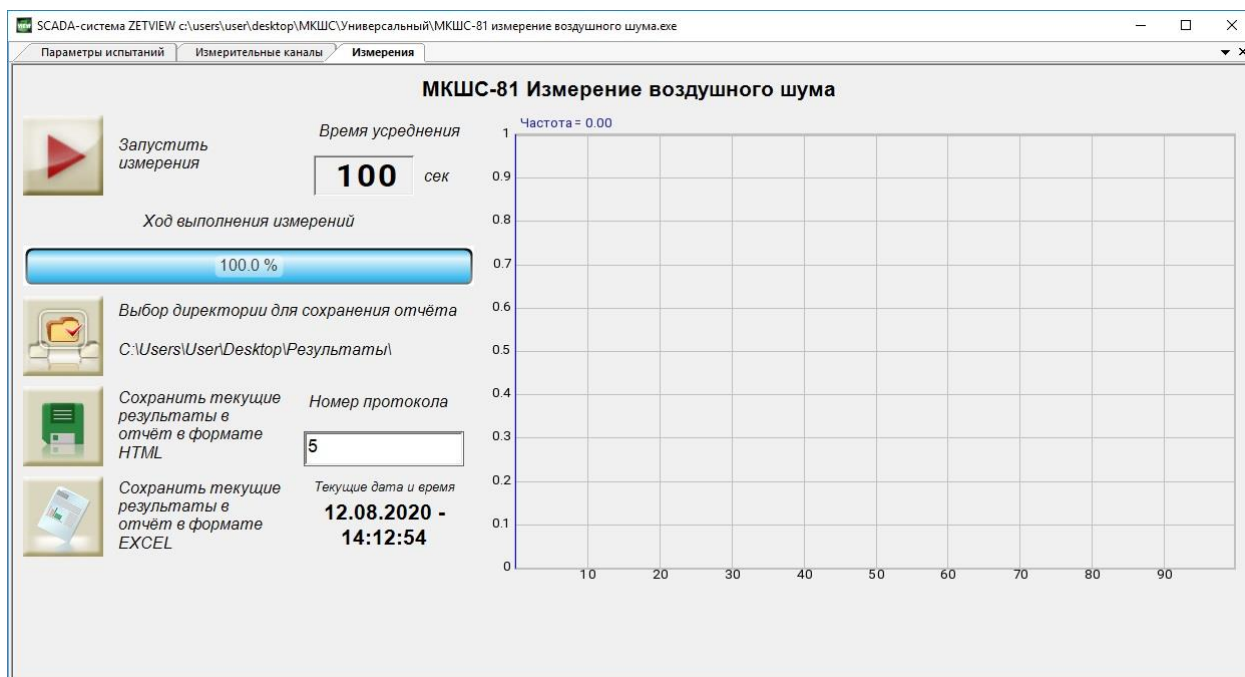 SCADA-система ZETVIEW c:\users\user\desktop\МКШС\Универсальный\МКШС-81 измерение воздушного шума.exe
Параметры испытаний
Измерительные каналы
Измерения
МКШС-81 Измерение воздушного шума
Запустить
измерения
Время усреднения
100
сек
Ход выполнения измерений
100.0 %
Выбор директории для сохранения отчёта
C:\Users\User\Desktop\Результаты\
Сохранить текущие
результаты в
отчёт в формате
HTML
Номер протокола
5
Сохранить текущие
результаты в
отчёт в формате
EXCEL
Текущие дата и время
12.08.2020 -
14:12:54
Частота = 0.00
1
0.9
0.8
0.7
0.6
0.5
0.4
0.3
0.2
0.1
0
10 20 30 40 50 60 70 80 90